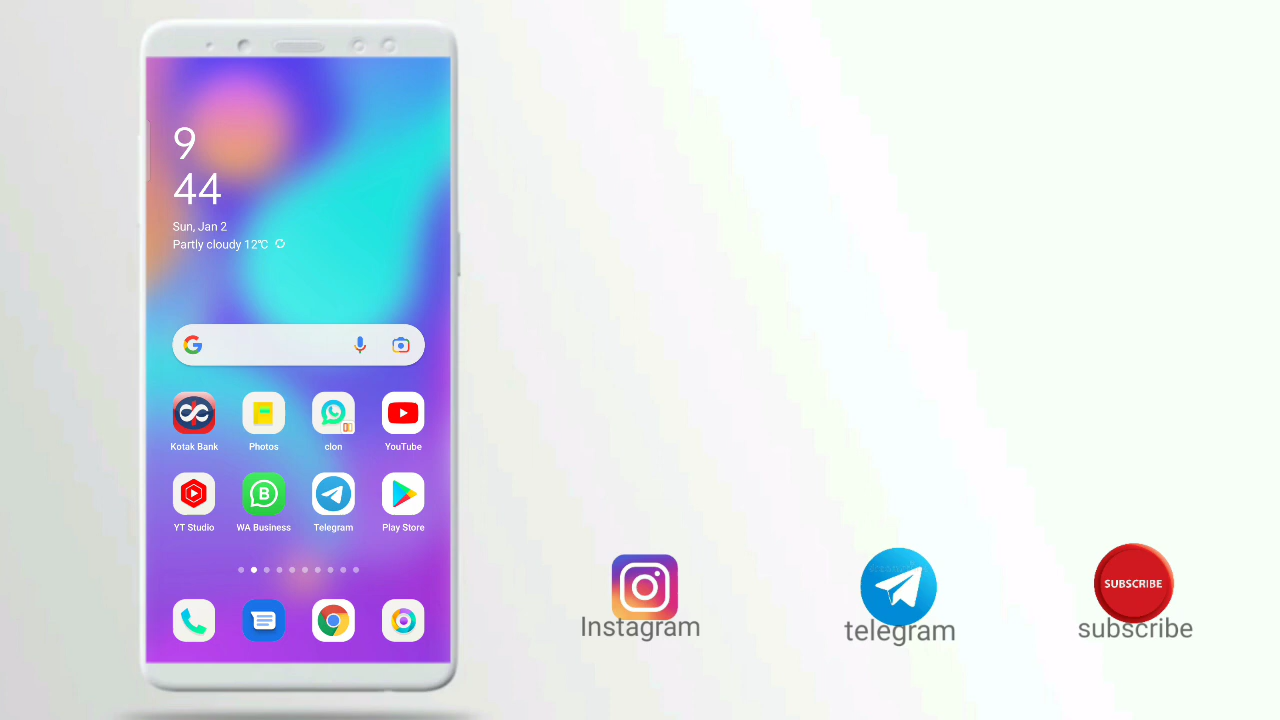 9
44
Sun, Jan 2
Partly cloudy 12℃
Kotak Bank Photos clon YouTube
YT Studio WA Business Telegram Play Store
Instagram
telegram
SUBSCRIBE
subscribe